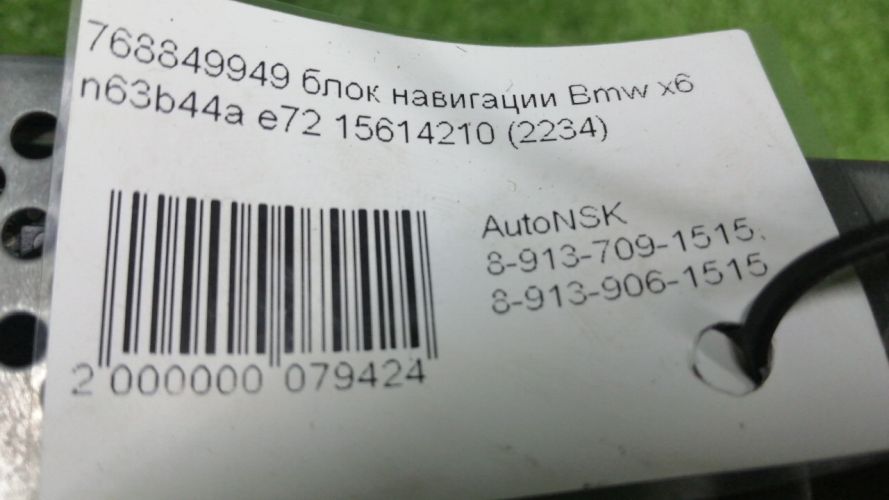 768849949 блок навигации Bmw x6
n63b44a e72 15614210 (2234)
AutoNSK
8-913-709-1515,
8-913-906-1515
2 000000 079424